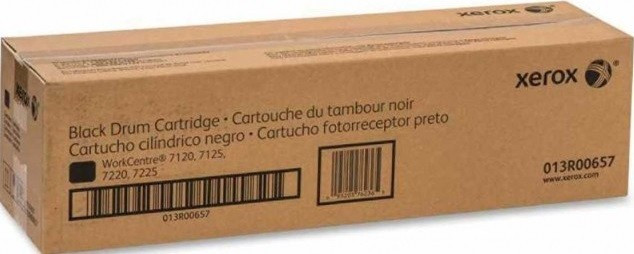 xerox
xerox
Black Drum Cartridge • Cartouche du tambour noir
Cartucho cilíndrico negro • Cartucho fotorreceptor preto
WorkCentre® 7120, 7125,
7220, 7225
013R00657
013R00657
www.xerox.com